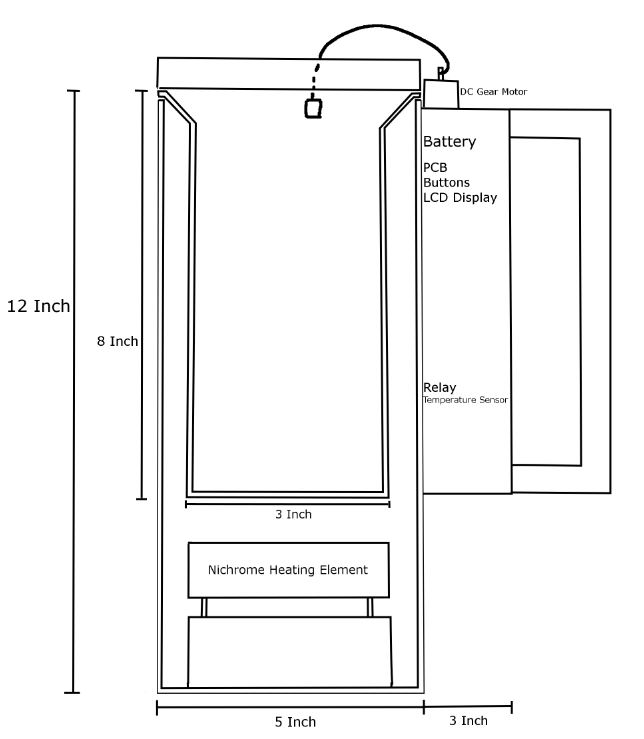 DC Gear Motor
Battery
PCB
Buttons
LCD Display
12 Inch
8 Inch
Relay
Temperature Sensor
3 Inch
Nichrome Heating Element
5 Inch
3 Inch